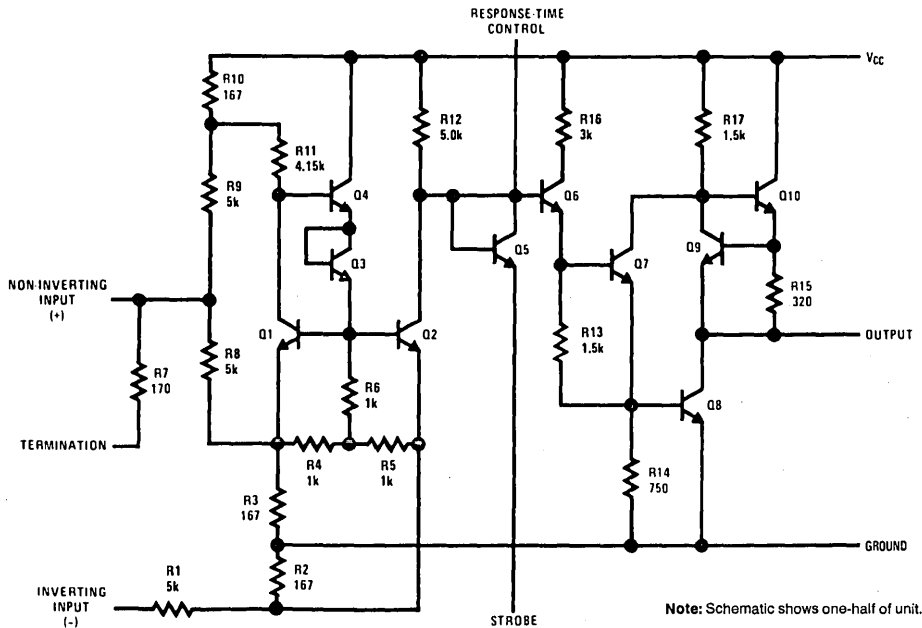 RESPONSE-TIME
CONTROL
VCC
R10
167
R12
5.0k
R16
3k
R17
1.5k
R11
4.15k
R9
5k
Q4
Q6
Q10
Q3
Q5
Q7
Q9
NON-INVERTING
INPUT
(+)
R15
320
Q1
Q2
R13
1.5k
OUTPUT
R8
5k
R7
170
R6
1k
Q8
TERMINATION
R4
1k
R5
1k
R14
750
R3
167
GROUND
R1
5k
R2
167
INVERTING
INPUT
(-)
STROBE
Note: Schematic shows one-half of unit.